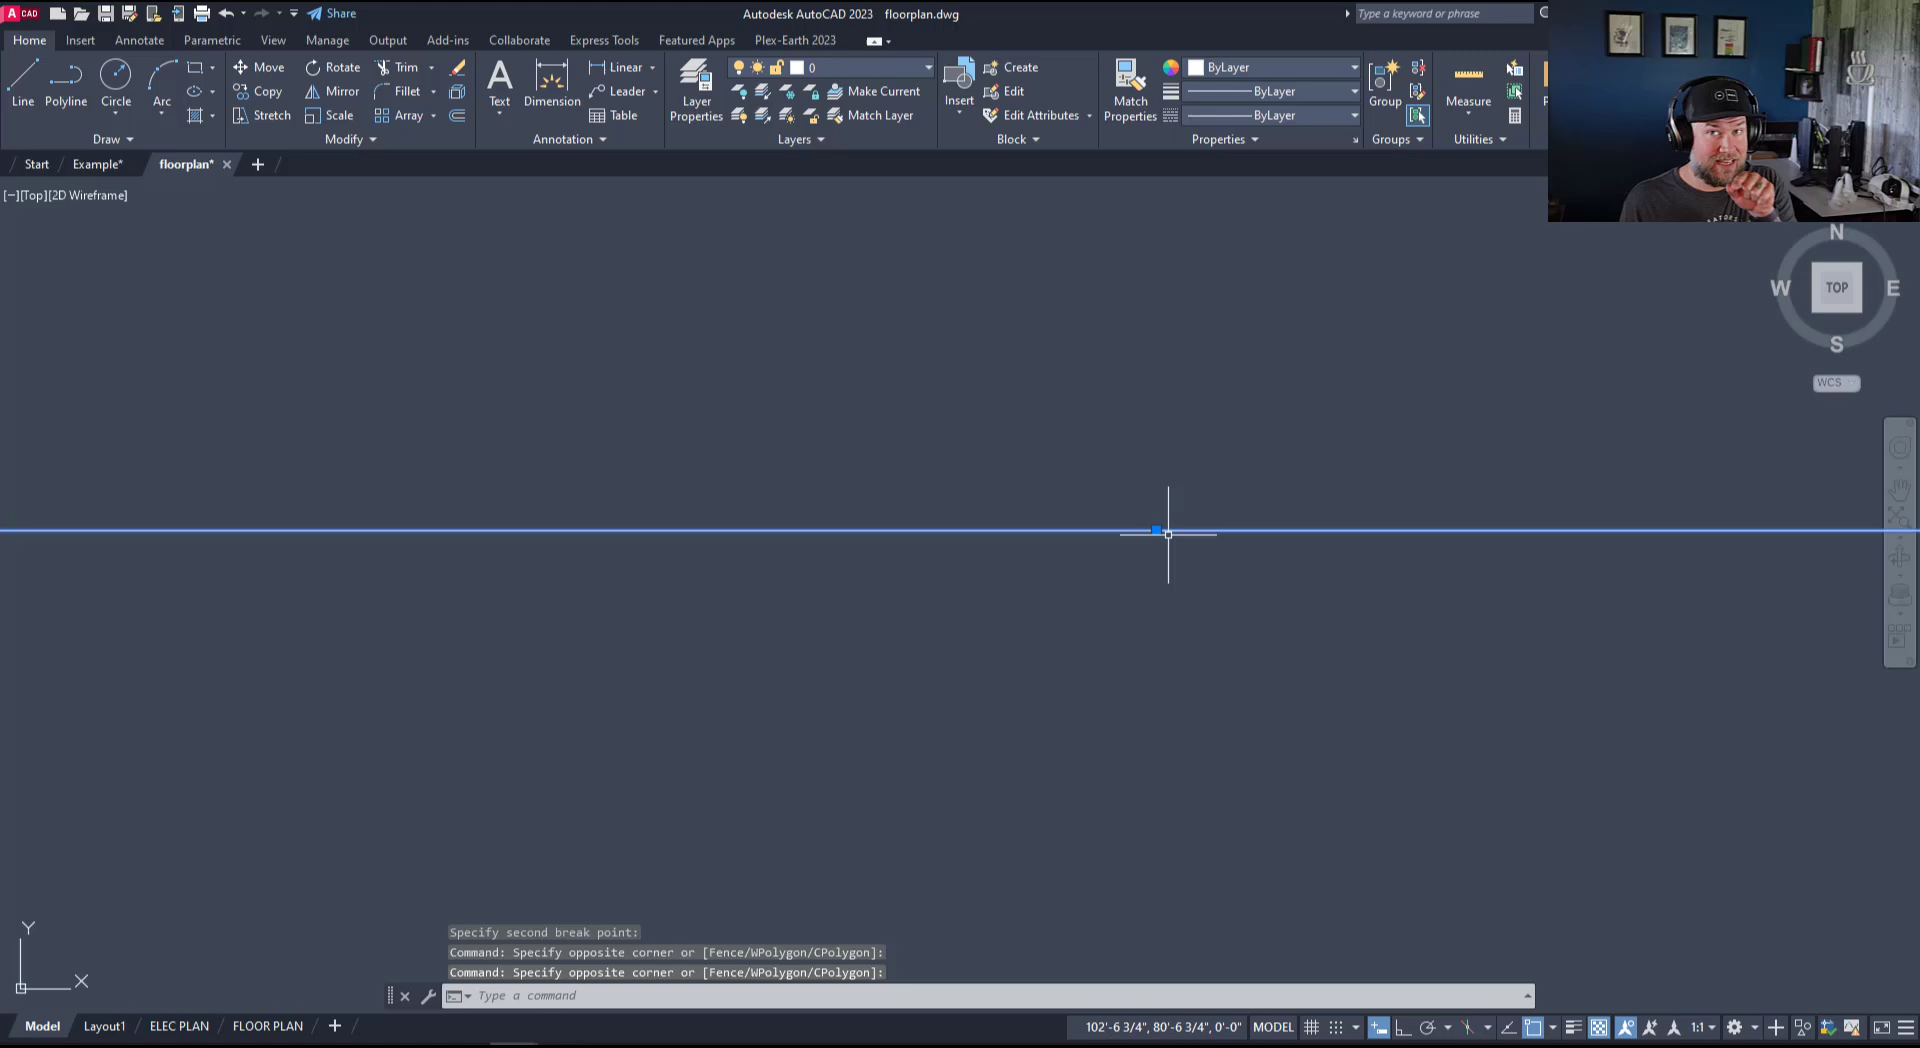 A CAD Share Autodesk AutoCAD 2023 floorplan.dwg Type a keyword or phrase
Home Insert Annotate Parametric View Manage Output Add-ins Collaborate Express Tools Featured Apps Plex-Earth 2023
Line Polyline Circle Arc
Move Rotate Trim
Copy Mirror Fillet
Stretch Scale Array
Text Dimension
Linear
Leader
Table
Layer Properties
0
Make Current
Match Layer
Insert
Create
Edit
Edit Attributes
Match Properties
ByLayer
ByLayer
ByLayer
Group Measure
Draw Modify Annotation Layers Block Properties Groups Utilities
Start Example* floorplan*
[−][Top][2D Wireframe]
N
W TOP E
S
WCS
Y
X
Specify second break point:
Command: Specify opposite corner or [Fence/WPolygon/CPolygon]:
Command: Specify opposite corner or [Fence/WPolygon/CPolygon]:
Type a command
Model Layout1 ELEC PLAN FLOOR PLAN 102'-6 3/4", 80'-6 3/4", 0'-0" MODEL 1:1